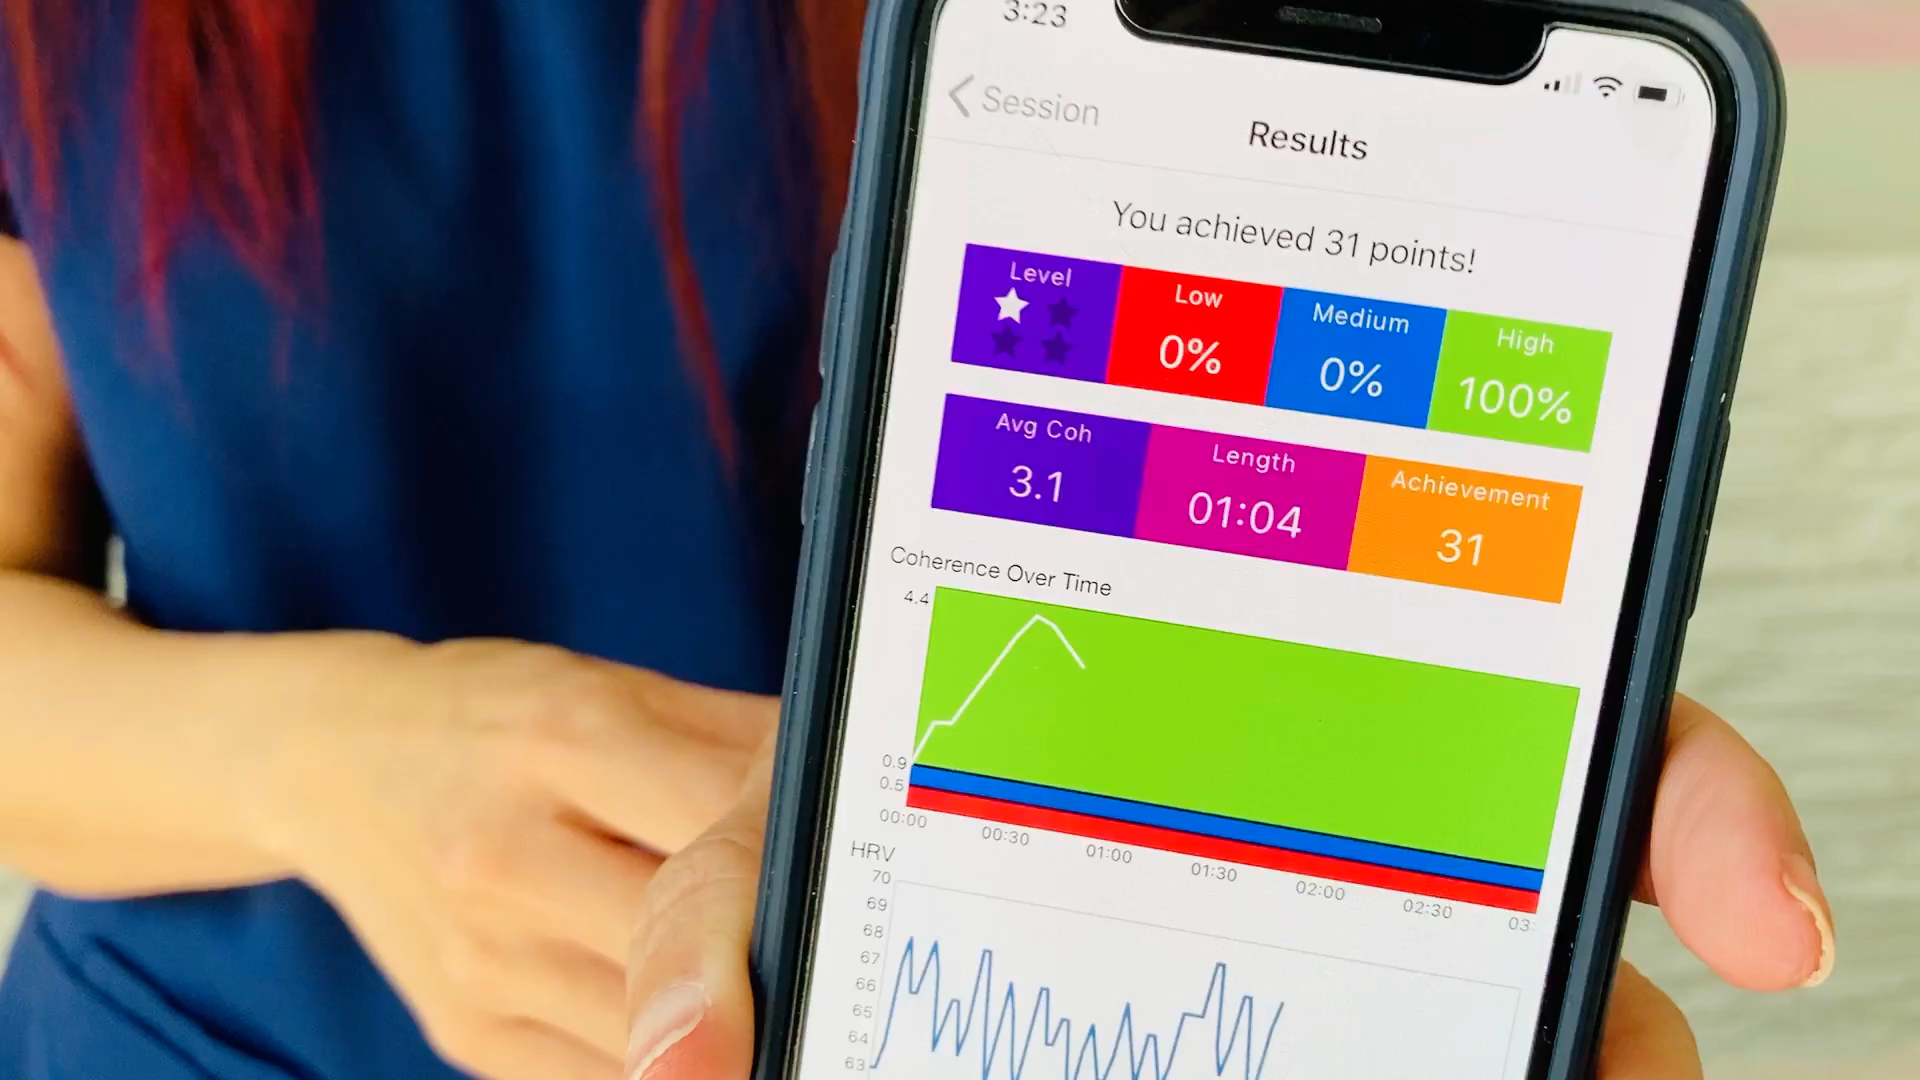 3:23
Session
Results
You achieved 31 points!
Level Low Medium High
0% 0% 100%
Avg Coh Length Achievement
3.1 01:04 31
Coherence Over Time
4.4
0.9
0.5
00:00 00:30 01:00 01:30 02:00 02:30 03:
HRV
70
69
68
67
66
65
64
63